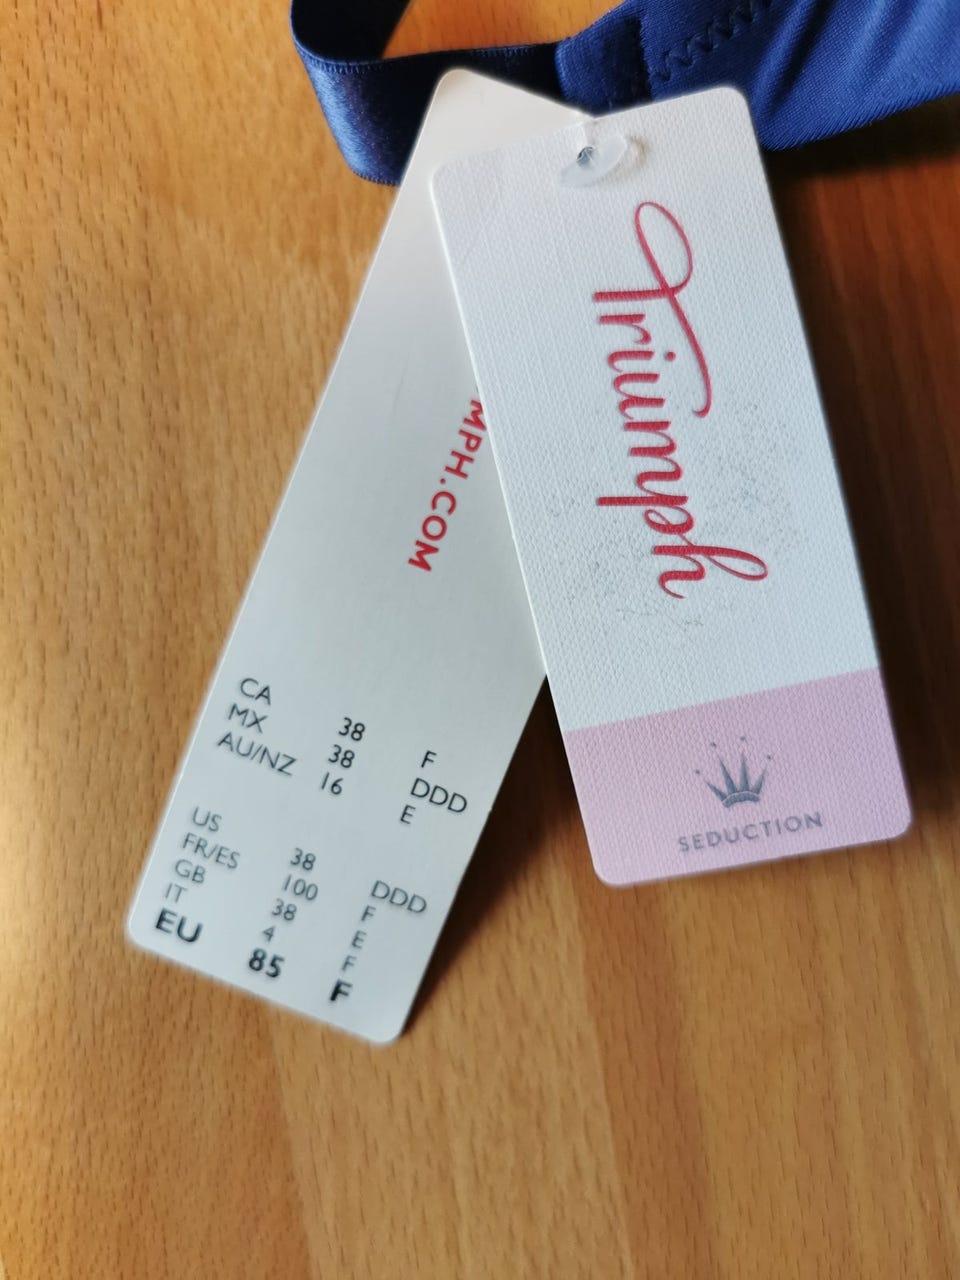 Triumph
SEDUCTION
MPH.COM
CA 38 F
MX 38 DDD
AU/NZ 16 E
US 38 DDD
FR/ES 100 F
GB 38 E
IT 4 F
EU 85 F